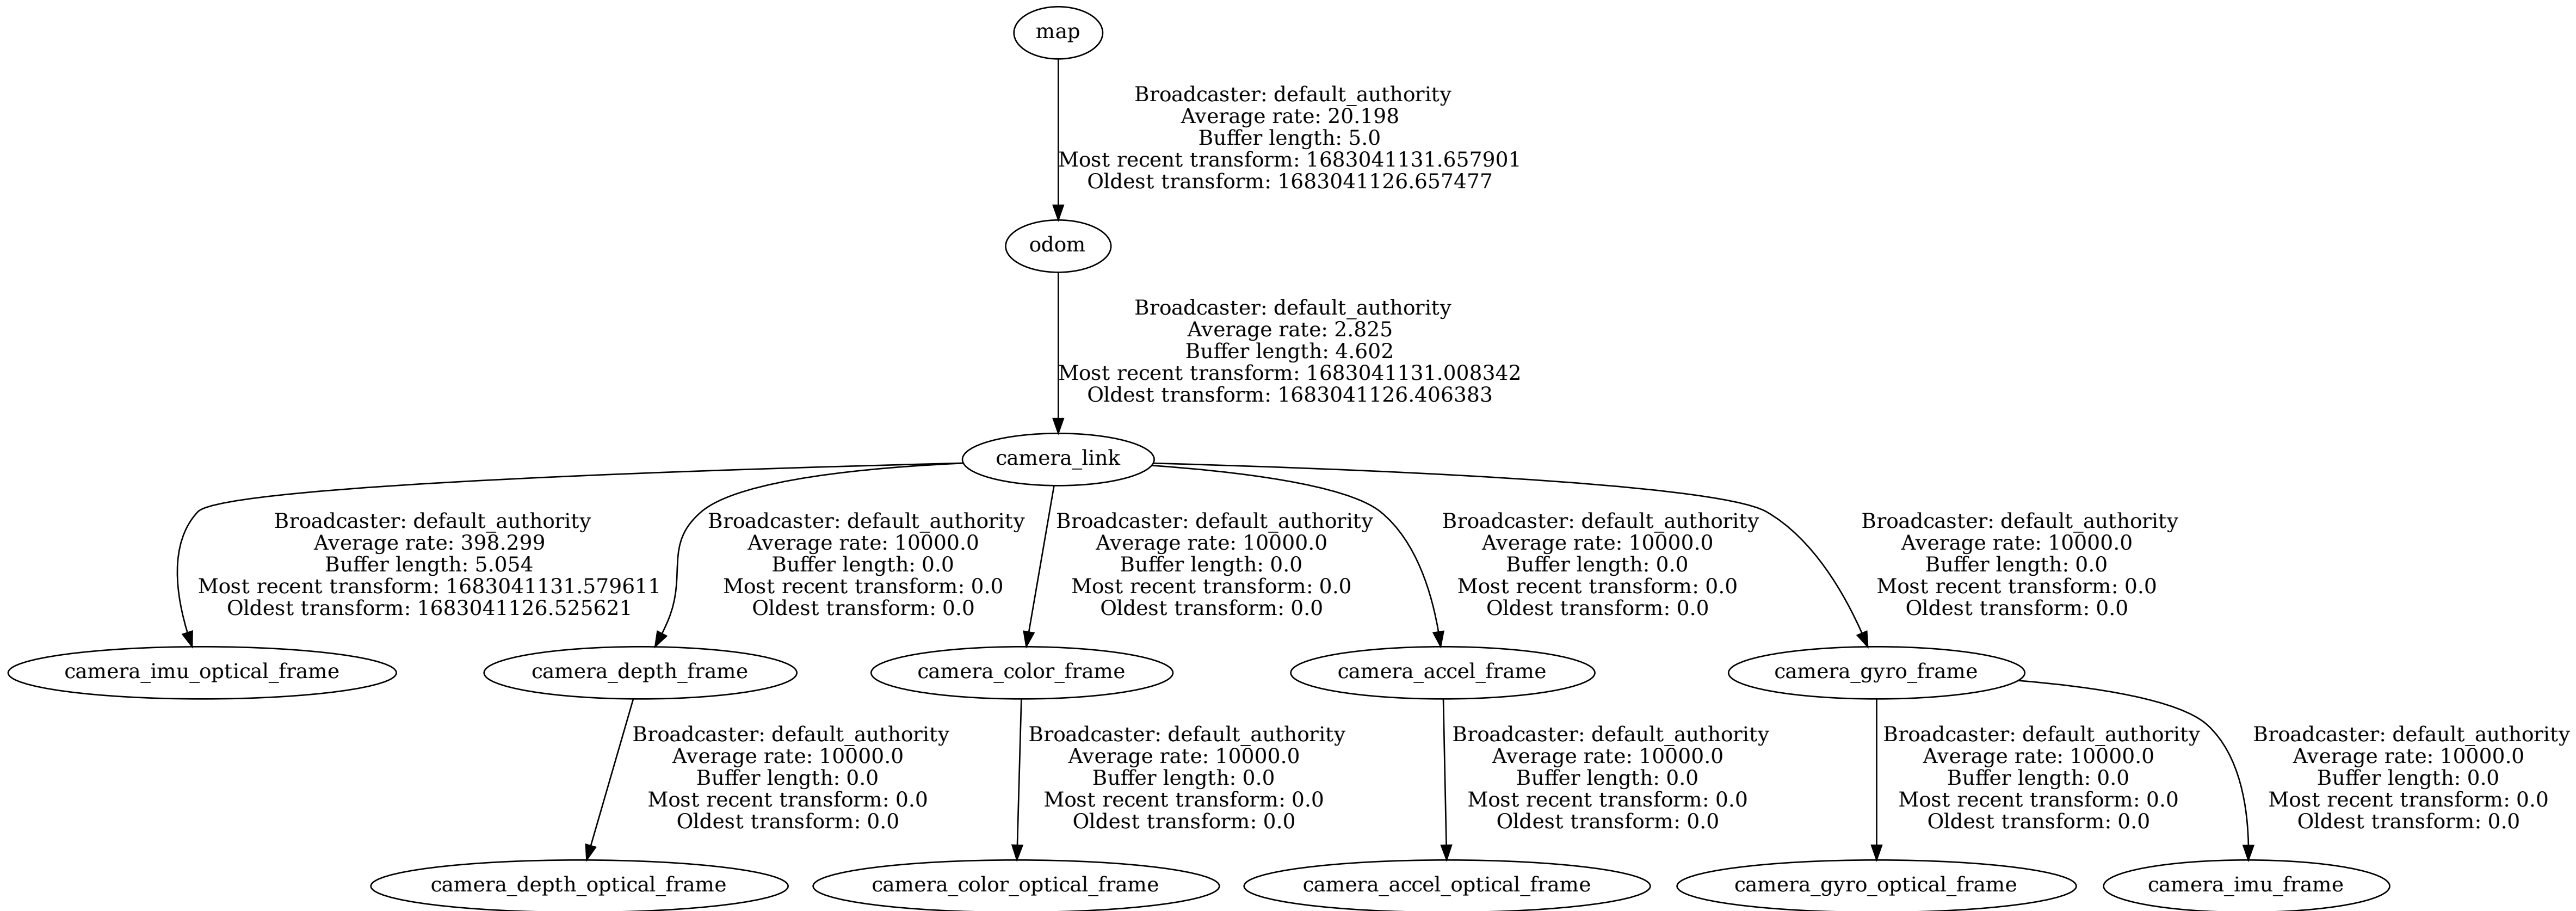 map
Broadcaster: default_authority
Average rate: 20.198
Buffer length: 5.0
Most recent transform: 1683041131.657901
Oldest transform: 1683041126.657477
odom
Broadcaster: default_authority
Average rate: 2.825
Buffer length: 4.602
Most recent transform: 1683041131.008342
Oldest transform: 1683041126.406383
camera_link
Broadcaster: default_authority
Average rate: 398.299
Buffer length: 5.054
Most recent transform: 1683041131.579611
Oldest transform: 1683041126.525621
Broadcaster: default_authority
Average rate: 10000.0
Buffer length: 0.0
Most recent transform: 0.0
Oldest transform: 0.0
Broadcaster: default_authority
Average rate: 10000.0
Buffer length: 0.0
Most recent transform: 0.0
Oldest transform: 0.0
Broadcaster: default_authority
Average rate: 10000.0
Buffer length: 0.0
Most recent transform: 0.0
Oldest transform: 0.0
Broadcaster: default_authority
Average rate: 10000.0
Buffer length: 0.0
Most recent transform: 0.0
Oldest transform: 0.0
camera_imu_optical_frame
camera_depth_frame
camera_color_frame
camera_accel_frame
camera_gyro_frame
Broadcaster: default_authority
Average rate: 10000.0
Buffer length: 0.0
Most recent transform: 0.0
Oldest transform: 0.0
Broadcaster: default_authority
Average rate: 10000.0
Buffer length: 0.0
Most recent transform: 0.0
Oldest transform: 0.0
Broadcaster: default_authority
Average rate: 10000.0
Buffer length: 0.0
Most recent transform: 0.0
Oldest transform: 0.0
Broadcaster: default_authority
Average rate: 10000.0
Buffer length: 0.0
Most recent transform: 0.0
Oldest transform: 0.0
Broadcaster: default_authority
Average rate: 10000.0
Buffer length: 0.0
Most recent transform: 0.0
Oldest transform: 0.0
camera_depth_optical_frame
camera_color_optical_frame
camera_accel_optical_frame
camera_gyro_optical_frame
camera_imu_frame